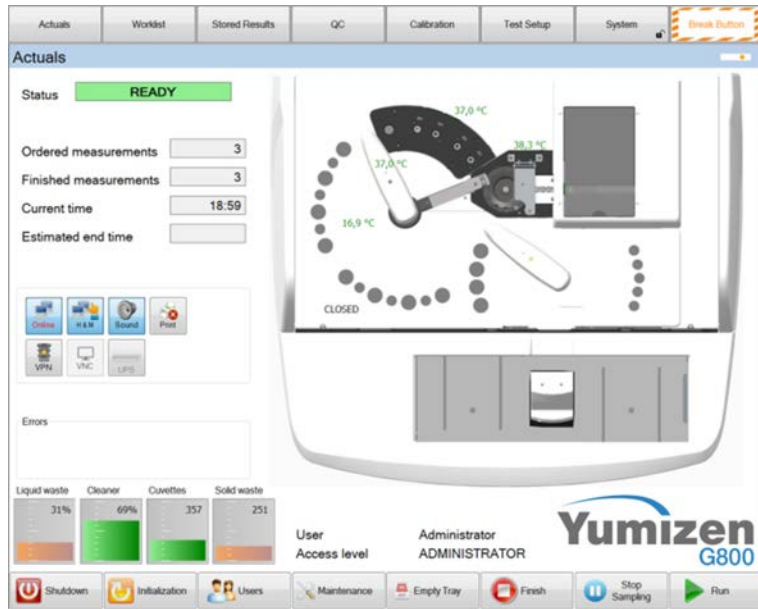 Actuals Worklist Stored Results QC Calibration Test Setup System Break Button
Actuals
Status READY
Ordered measurements 3
Finished measurements 3
Current time 18:59
Estimated end time
37,0 °C
38,3 °C
37,0 °C
16,9 °C
CLOSED
Online H&M Sound Print
VPN VNC UPS
Errors
Liquid waste Cleaner Cuvettes Solid waste
31% 69% 357 251
User Administrator
Access level ADMINISTRATOR
Yumizen
G800
Shutdown Initialization Users Maintenance Empty Tray Finish Stop Sampling Run